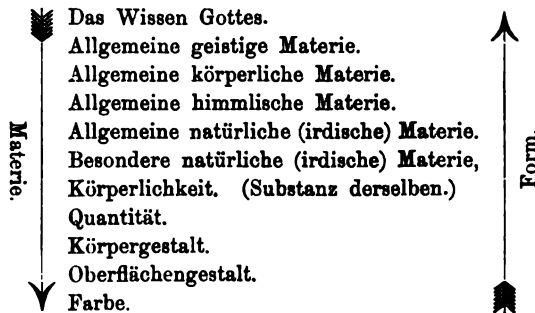 Das Wissen Gottes.
Allgemeine geistige Materie.
Allgemeine körperliche Materie.
Allgemeine himmlische Materie.
Allgemeine natürliche (irdische) Materie.
Besondere natürliche (irdische) Materie,
Körperlichkeit. (Substanz derselben.)
Quantität.
Körpergestalt.
Oberflächengestalt.
Farbe.
Materie.
Form.